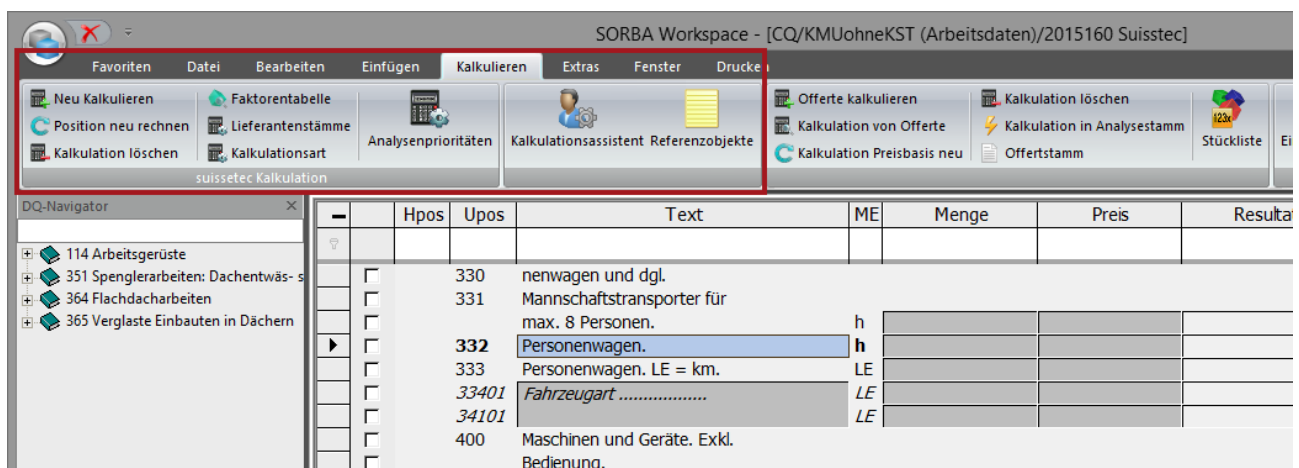 SORBA Workspace - [CQ/KMUohneKST (Arbeitsdaten)/2015160 Suisstec]
Favoriten Datei Bearbeiten Einfügen Kalkulieren Extras Fenster Drucken
Neu Kalkulieren Faktorentabelle
Position neu rechnen Lieferantenstämme
Kalkulation löschen Kalkulationsart
Analysenprioritäten
suissetec Kalkulation
Kalkulationsassistent Referenzobjekte
Offerte kalkulieren Kalkulation löschen
Kalkulation von Offerte Kalkulation in Analysestamm
Kalkulation Preisbasis neu Offertstamm
123x
Stückliste
DQ-Navigator
114 Arbeitsgerüste
351 Spenglerarbeiten: Dachentwäs- s
364 Flachdacharbeiten
365 Verglaste Einbauten in Dächern
Hpos Upos Text ME Menge Preis
330 nenwagen und dgl.
331 Mannschaftstransporter für
max. 8 Personen. h
332 Personenwagen. h
333 Personenwagen. LE = km. LE
33401 Fahrzeugart .................. LE
34101 LE
400 Maschinen und Geräte. Exkl.
Bedienung.